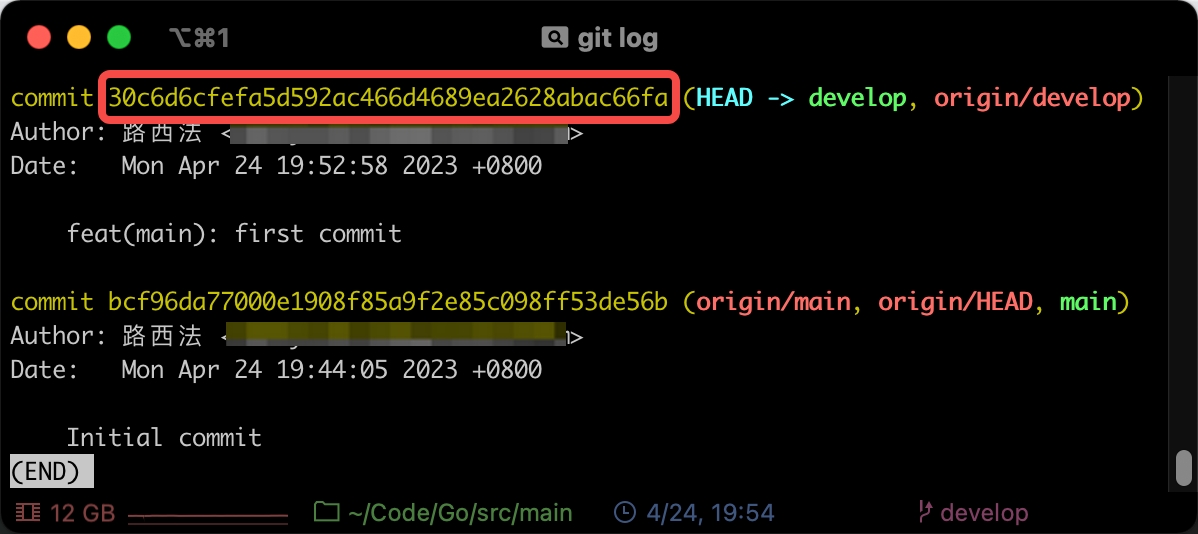 ⌥⌘1 git log
commit 30c6d6cfefa5d592ac466d4689ea2628abac66fa (HEAD -> develop, origin/develop)
Author: 路西法 < >
Date:   Mon Apr 24 19:52:58 2023 +0800
feat(main): first commit
commit bcf96da77000e1908f85a9f2e85c098ff53de56b (origin/main, origin/HEAD, main)
Author: 路西法 < >
Date:   Mon Apr 24 19:44:05 2023 +0800
Initial commit
(END)
12 GB ~/Code/Go/src/main 4/24, 19:54 develop